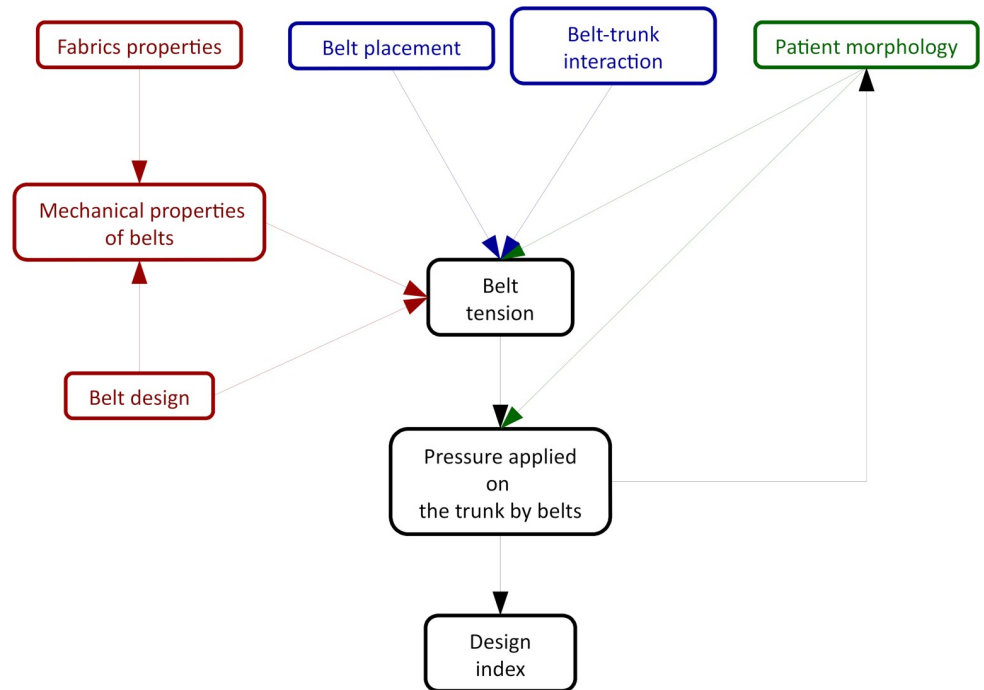 Fabrics properties
Belt placement
Belt-trunk
interaction
Patient morphology
Mechanical properties
of belts
Belt
tension
Belt design
Pressure applied
on
the trunk by belts
Design
index